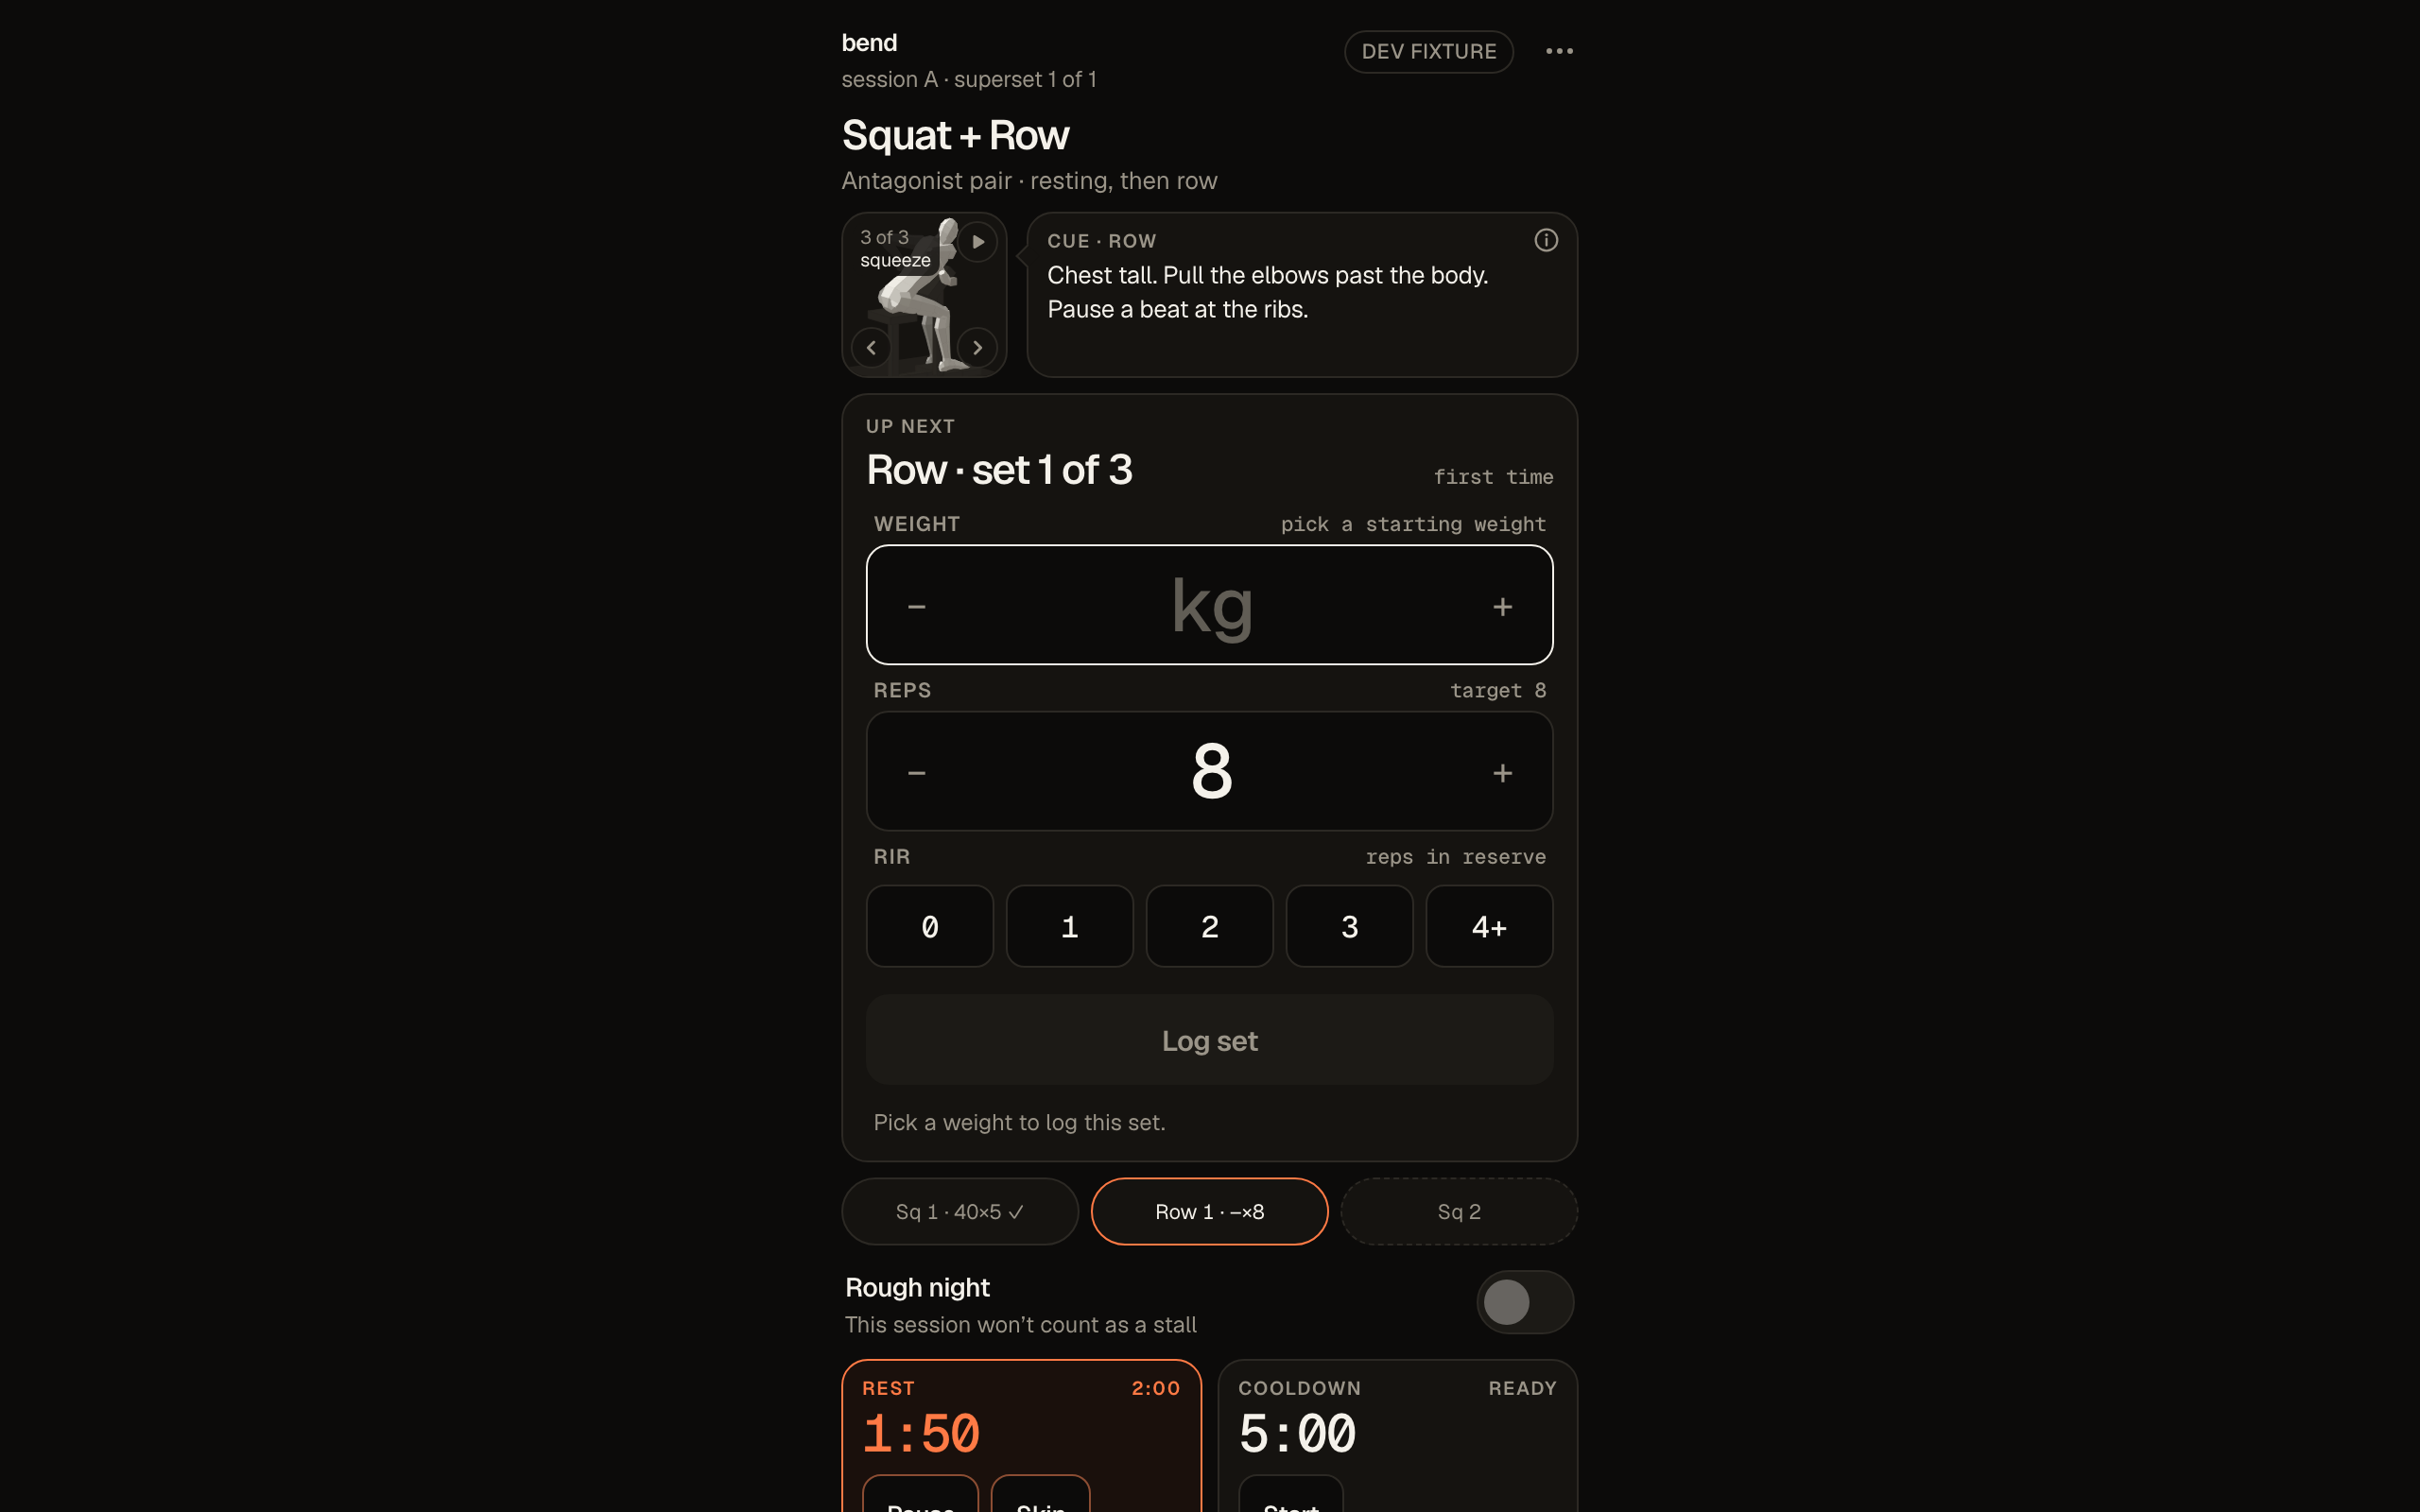 bend
DEV FIXTURE
session A · superset 1 of 1
Squat + Row
Antagonist pair · resting, then row
3 of 3
squeeze
CUE · ROW
Chest tall. Pull the elbows past the body.
Pause a beat at the ribs.
UP NEXT
Row · set 1 of 3
first time
WEIGHT
pick a starting weight
− kg +
REPS
target 8
− 8 +
RIR
reps in reserve
0 1 2 3 4+
Log set
Pick a weight to log this set.
Sq 1 · 40×5 ✓
Row 1 · –×8
Sq 2
Rough night
This session won’t count as a stall
REST 2:00
1:50
Pause Skip
COOLDOWN READY
5:00
Start